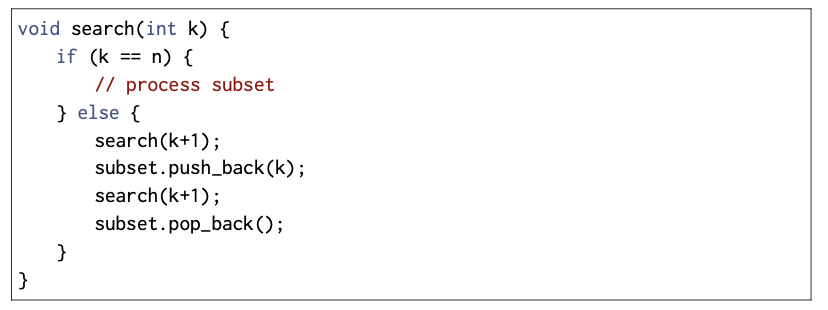 void search(int k) {
    if (k == n) {
        // process subset
    } else {
        search(k+1);
        subset.push_back(k);
        search(k+1);
        subset.pop_back();
    }
}